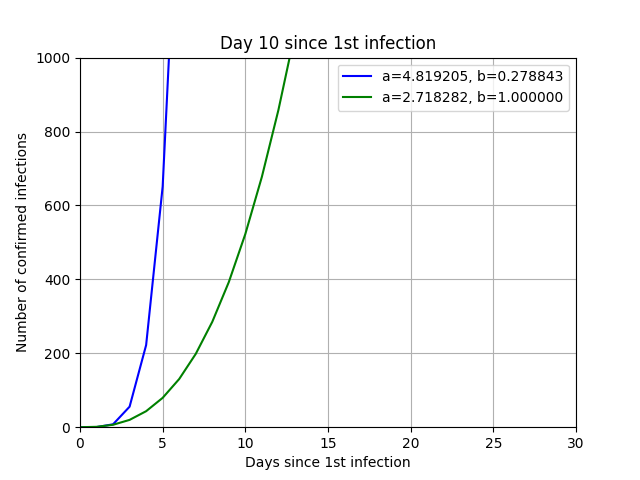 Day 10 since 1st infection
a=4.819205, b=0.278843
a=2.718282, b=1.000000
Number of confirmed infections
1000
800
600
400
200
0
0 5 10 15 20 25 30
Days since 1st infection